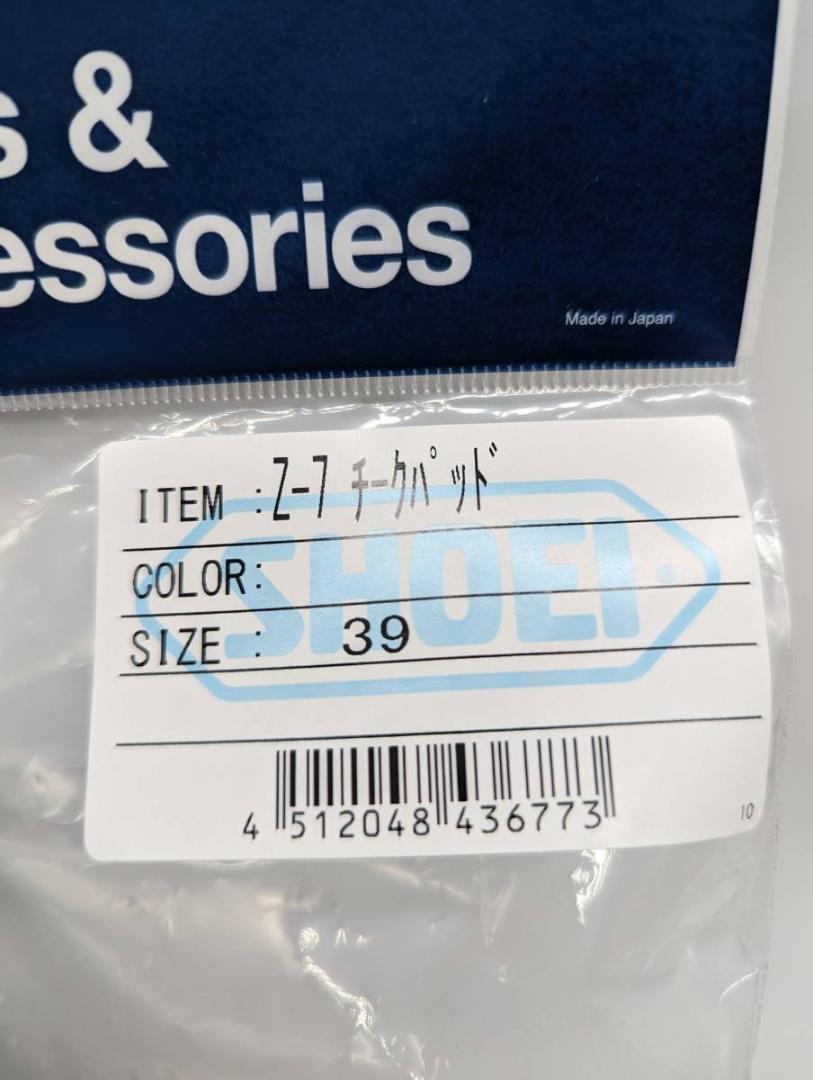 s &
essories
Made in Japan
ITEM :Z-7 チークパッド
COLOR:
SIZE : 39
SHOEI
4 512048 436773
10